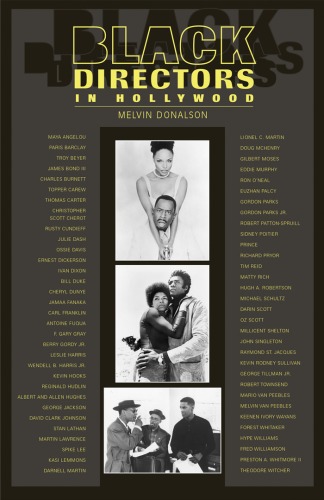 BLACK
DIRECTORS
IN HOLLYWOOD
MELVIN DONALSON
MAYA ANGELOU
PARIS BARCLAY
TROY BEYER
JAMES BOND III
CHARLES BURNETT
TOPPER CAREW
THOMAS CARTER
CHRISTOPHER
SCOTT CHEROT
RUSTY CUNDIEFF
JULIE DASH
OSSIE DAVIS
ERNEST DICKERSON
IVAN DIXON
BILL DUKE
CHERYL DUNYE
JAMAA FANAKA
CARL FRANKLIN
ANTOINE FUQUA
F. GARY GRAY
BERRY GORDY JR.
LESLIE HARRIS
WENDELL B. HARRIS JR.
KEVIN HOOKS
REGINALD HUDLIN
ALBERT AND ALLEN HUGHES
GEORGE JACKSON
DAVID CLARK JOHNSON
STAN LATHAN
MARTIN LAWRENCE
SPIKE LEE
KASI LEMMONS
DARNELL MARTIN
LIONEL C. MARTIN
DOUG MCHENRY
GILBERT MOSES
EDDIE MURPHY
RON O'NEAL
EUZHAN PALCY
GORDON PARKS
GORDON PARKS JR.
ROBERT PATTON-SPRUILL
SIDNEY POITIER
PRINCE
RICHARD PRYOR
TIM REID
MATTY RICH
HUGH A. ROBERTSON
MICHAEL SCHULTZ
DARIN SCOTT
OZ SCOTT
MILLICENT SHELTON
JOHN SINGLETON
RAYMOND ST. JACQUES
KEVIN RODNEY SULLIVAN
GEORGE TILLMAN JR.
ROBERT TOWNSEND
MARIO VAN PEEBLES
MELVIN VAN PEEBLES
KEENEN IVORY WAYANS
FOREST WHITAKER
HYPE WILLIAMS
FRED WILLIAMSON
PRESTON A. WHITMORE II
THEODORE WITCHER